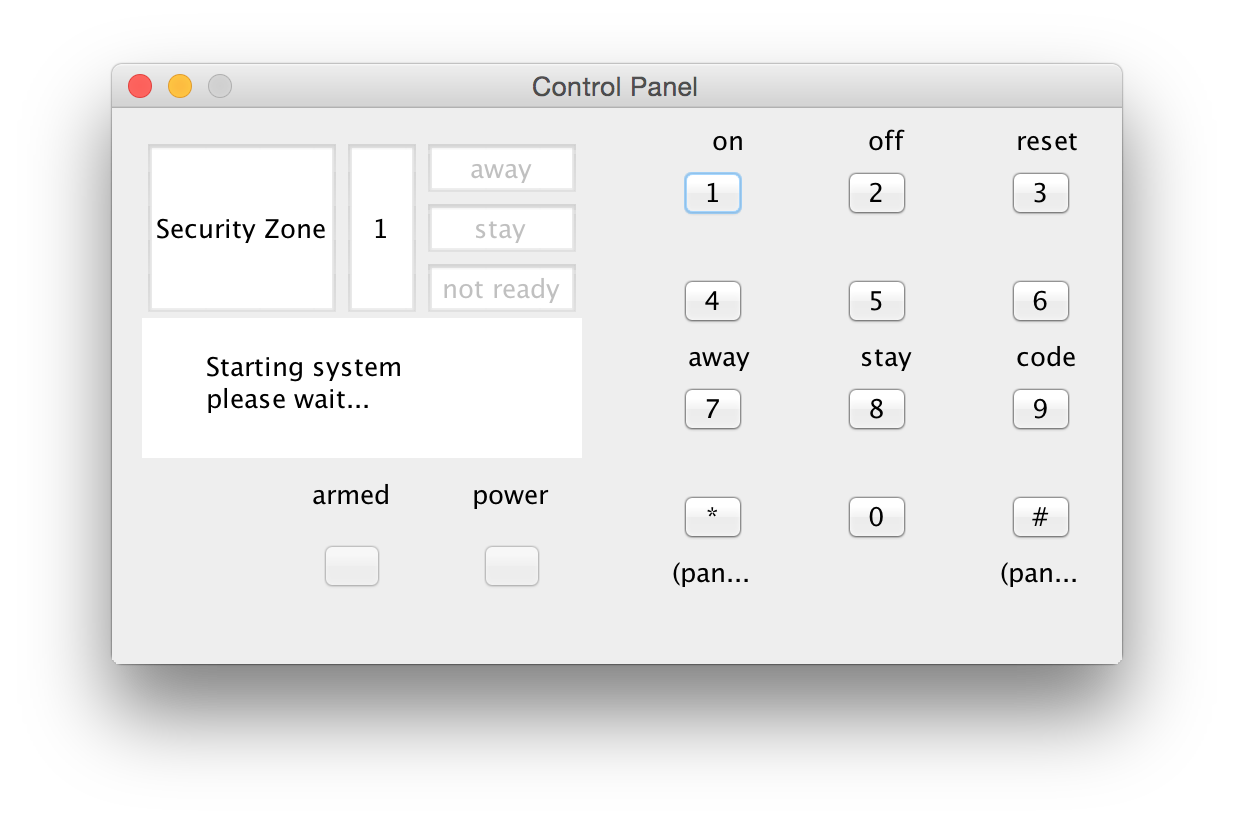 Control Panel
on off reset
away
1 2 3
Security Zone 1 stay
not ready
4 5 6
Starting system
please wait...
away stay code
7 8 9
armed power
* 0 #
(pan... (pan...